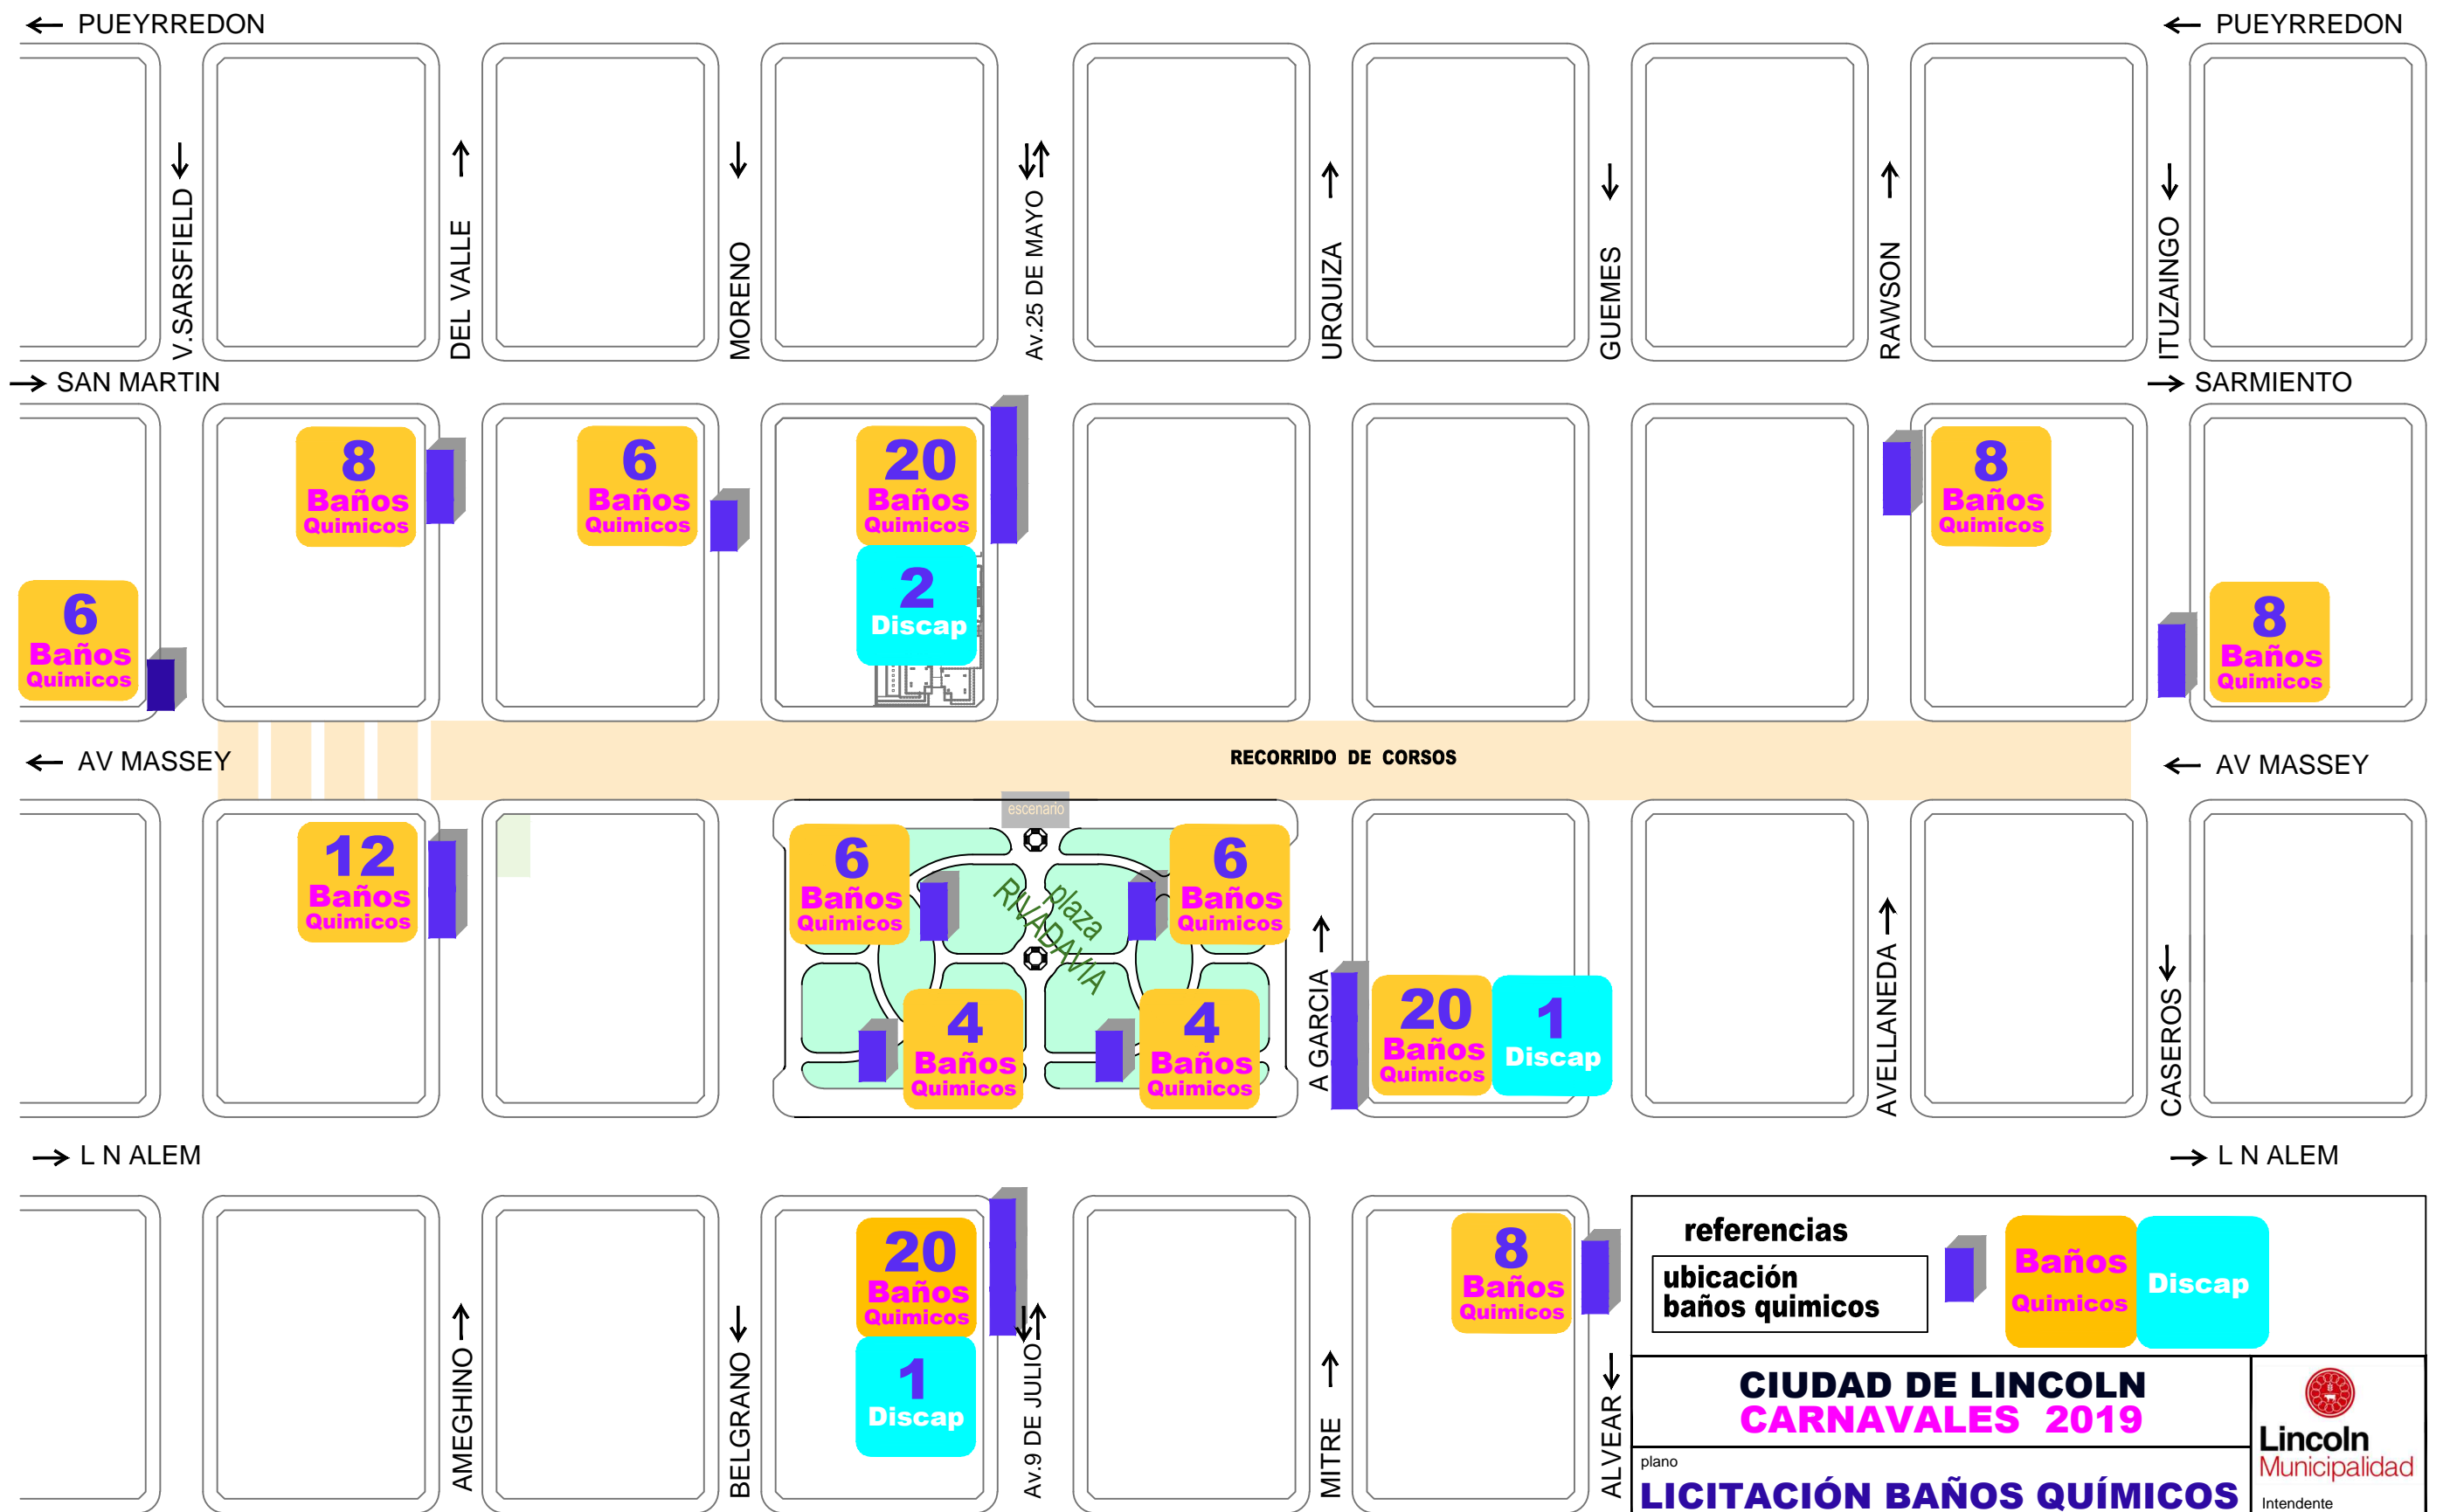 ← PUEYRREDON
← PUEYRREDON
V.SARSFIELD
DEL VALLE
MORENO
Av.25 DE MAYO
URQUIZA
GUEMES
RAWSON
ITUZAINGO
→ SAN MARTIN
→ SARMIENTO
8
Baños
Quimicos
6
Baños
Quimicos
20
Baños
Quimicos
2
Discap
8
Baños
Quimicos
6
Baños
Quimicos
8
Baños
Quimicos
← AV MASSEY
RECORRIDO DE CORSOS
← AV MASSEY
escenario
12
Baños
Quimicos
6
Baños
Quimicos
6
Baños
Quimicos
plaza
RIVADAVIA
4
Baños
Quimicos
4
Baños
Quimicos
A GARCIA
20
Baños
Quimicos
1
Discap
AVELLANEDA
CASEROS
→ L N ALEM
→ L N ALEM
AMEGHINO
BELGRANO
20
Baños
Quimicos
1
Discap
Av.9 DE JULIO
MITRE
8
Baños
Quimicos
ALVEAR
referencias
ubicación
baños quimicos
Baños
Quimicos
Discap
CIUDAD DE LINCOLN
CARNAVALES 2019
plano
LICITACIÓN BAÑOS QUÍMICOS
Lincoln
Municipalidad
Intendente